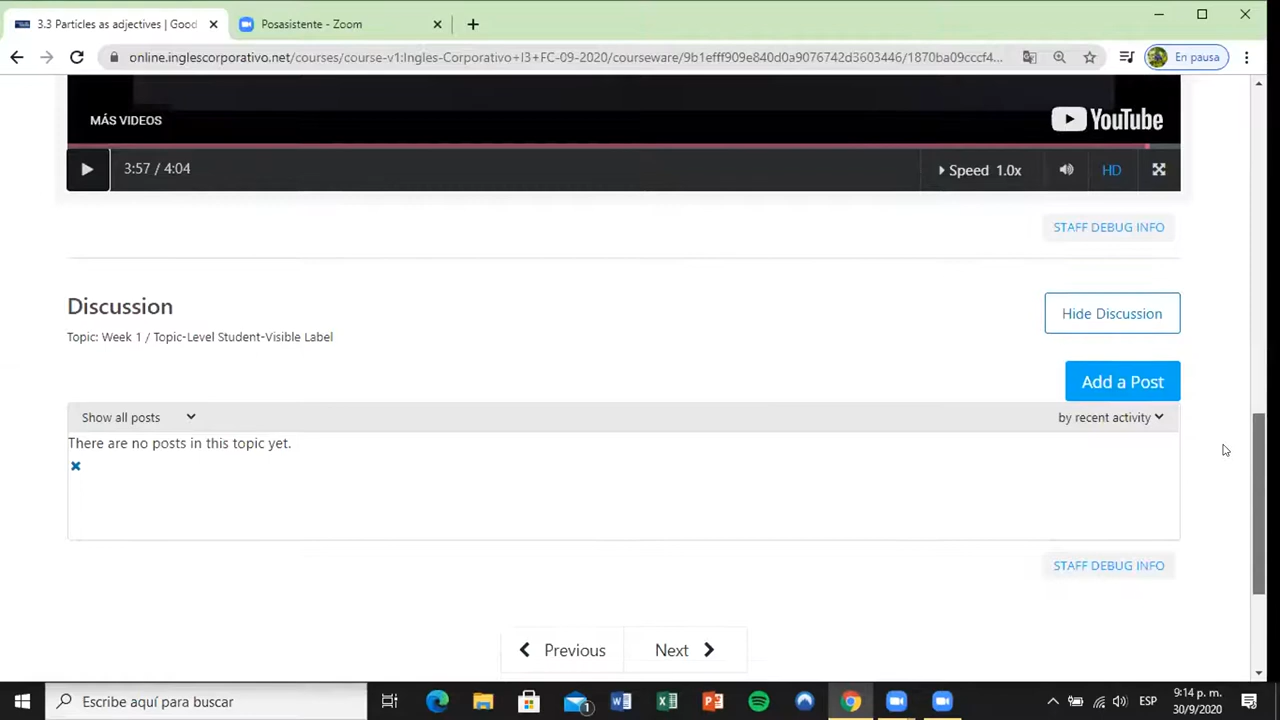 3.3 Particles as adjectives | Good
Posasistente - Zoom
online.inglescorporativo.net/courses/course-v1:Ingles-Corporativo+I3+FC-09-2020/courseware/9b1efff909e840d0a9076742d3603446/1870ba09cccf4...
En pausa
MÁS VIDEOS
YouTube
3:57 / 4:04
Speed 1.0x
HD
STAFF DEBUG INFO
Discussion
Hide Discussion
Topic: Week 1 / Topic-Level Student-Visible Label
Add a Post
Show all posts
by recent activity
There are no posts in this topic yet.
STAFF DEBUG INFO
Previous
Next
Escribe aquí para buscar
1
ESP
9:14 p. m.
30/9/2020